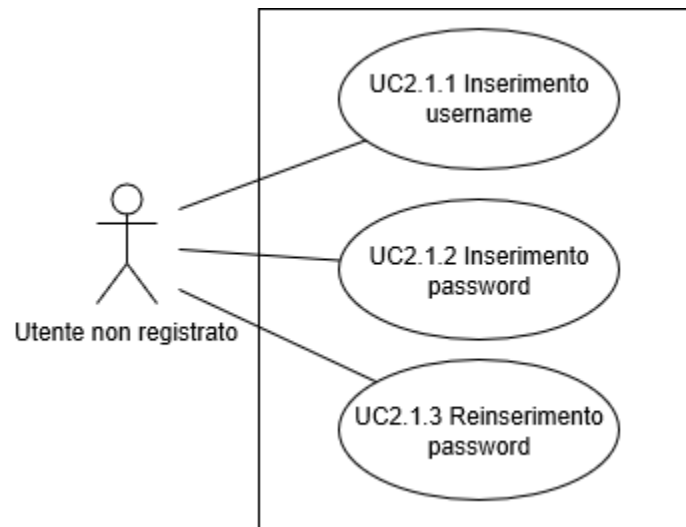 UC2.1.1 Inserimento
username
UC2.1.2 Inserimento
password
Utente non registrato
UC2.1.3 Reinserimento
password